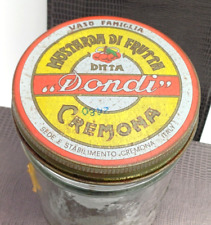 VASO FAMIGLIA
MOSTARDA DI FRUTTA
DITTA
„Dondi"
CREMONA
SEDE E STABILIMENTO CREMONA (ITALY)